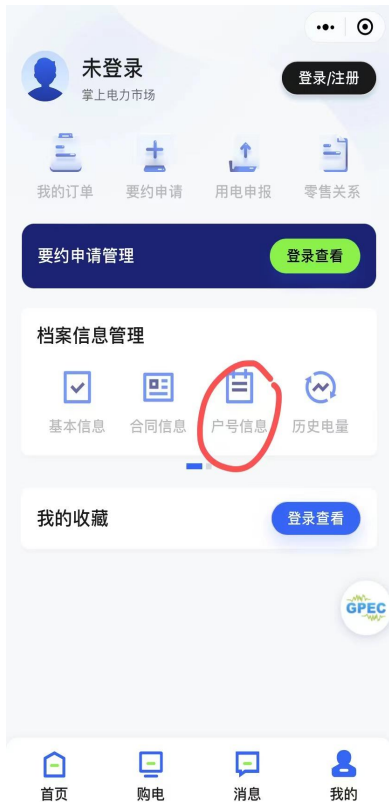 未登录
掌上电力市场
登录/注册
我的订单
要约申请
用电申报
零售关系
要约申请管理
登录查看
档案信息管理
基本信息
合同信息
户号信息
历史电量
我的收藏
登录查看
GPEC
首页
购电
消息
我的